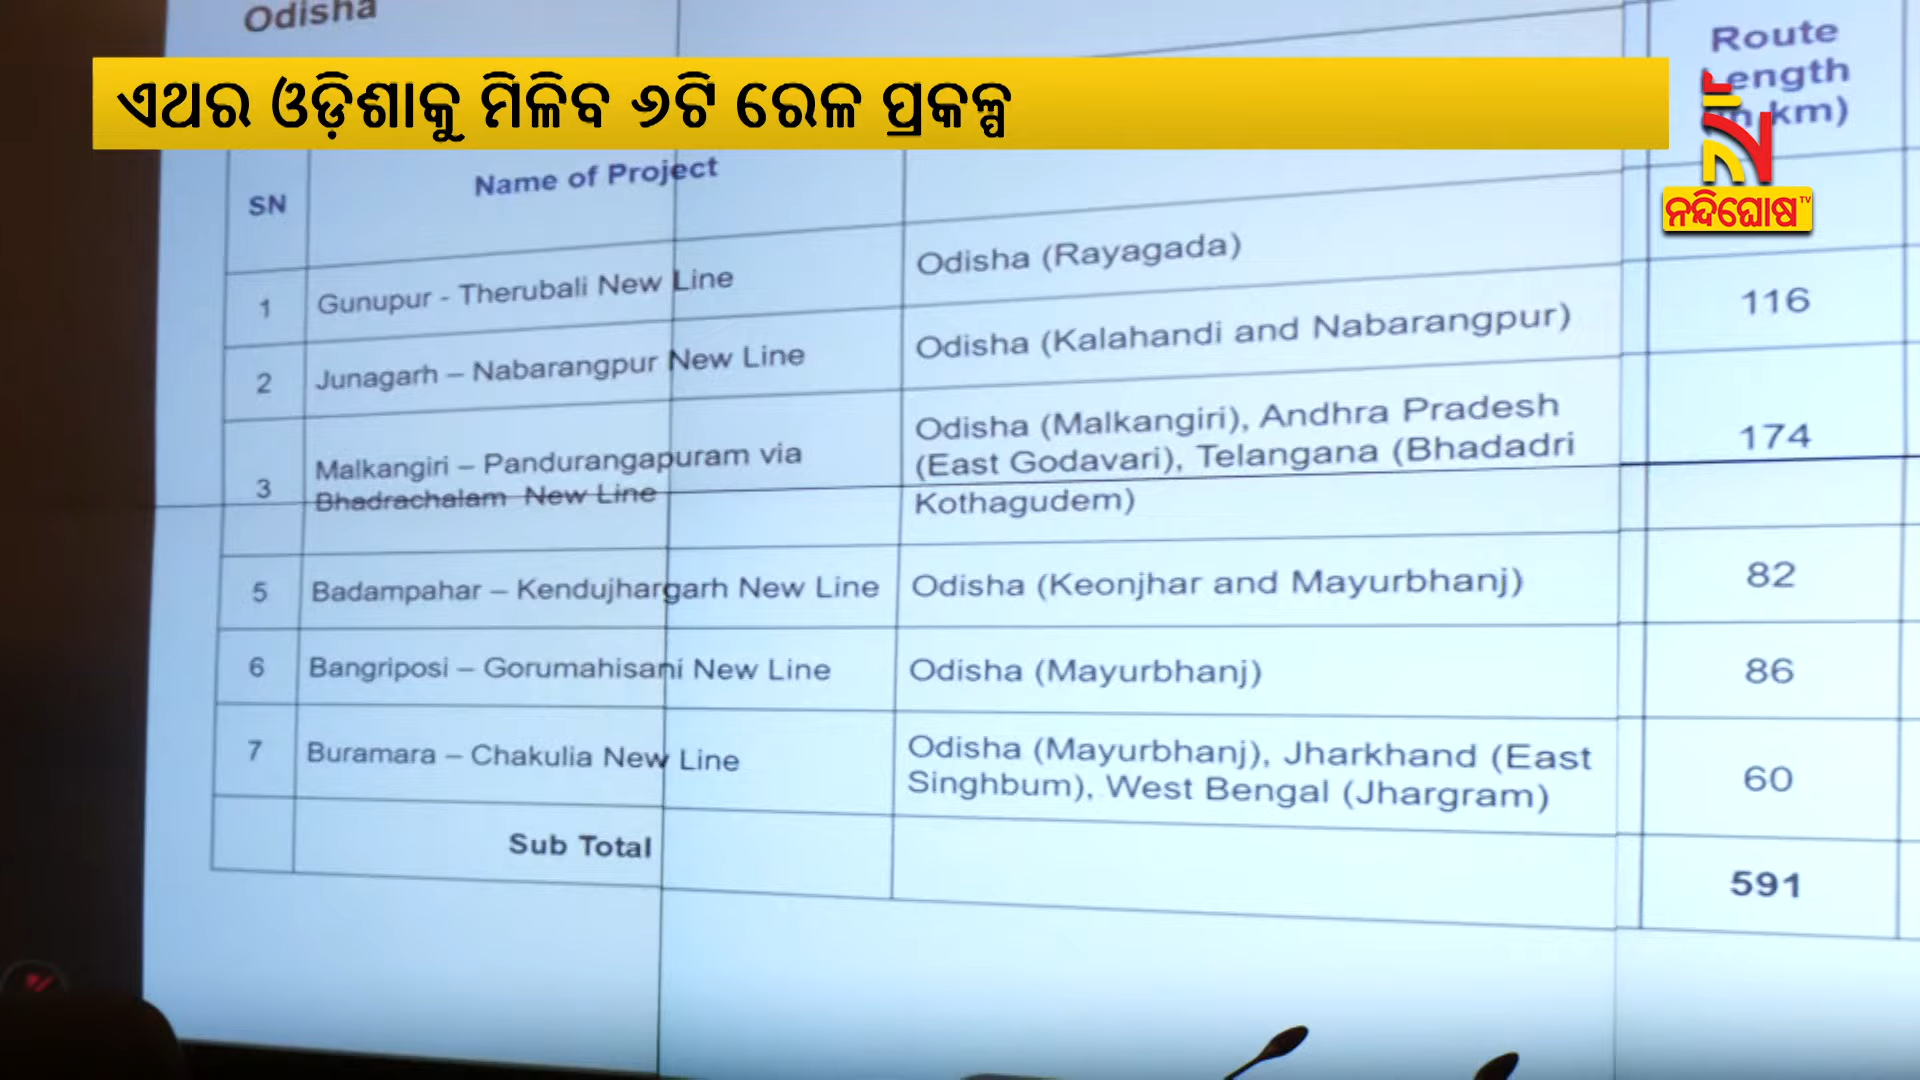 Odisha
ଏଥର ଓଡ଼ିଶାକୁ ମିଳିବ ୬ଟି ରେଳ ପ୍ରକଳ୍ପ
Route
Length
km)
ନନ୍ଦିଘୋଷ TV
SN
Name of Project
1
Gunupur - Therubali New Line
Odisha (Rayagada)
2
Junagarh – Nabarangpur New Line
Odisha (Kalahandi and Nabarangpur)
116
3
Malkangiri – Pandurangapuram via
Bhadrachalam New Line
Odisha (Malkangiri), Andhra Pradesh
(East Godavari), Telangana (Bhadadri
Kothagudem)
174
5
Badampahar – Kendujhargarh New Line
Odisha (Keonjhar and Mayurbhanj)
82
6
Bangriposi – Gorumahisani New Line
Odisha (Mayurbhanj)
86
7
Buramara – Chakulia New Line
Odisha (Mayurbhanj), Jharkhand (East
Singhbum), West Bengal (Jhargram)
60
Sub Total
591